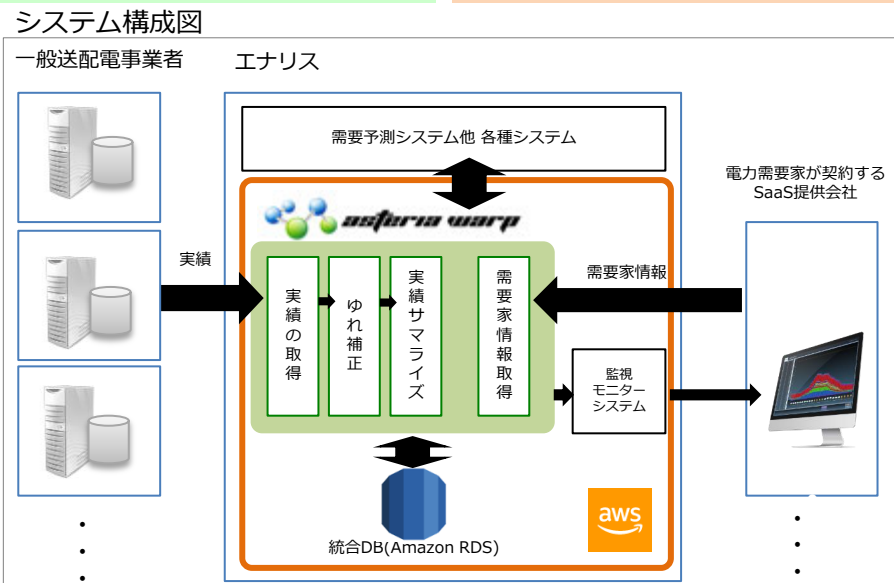 システム構成図
一般送配電事業者
エナリス
需要予測システム他 各種システム
電力需要家が契約する
SaaS提供会社
asteria warp
実績
需要家情報
実績の取得
ゆれ補正
実績サマライズ
需要家情報取得
監視
モニター
システム
aws
統合DB(Amazon RDS)